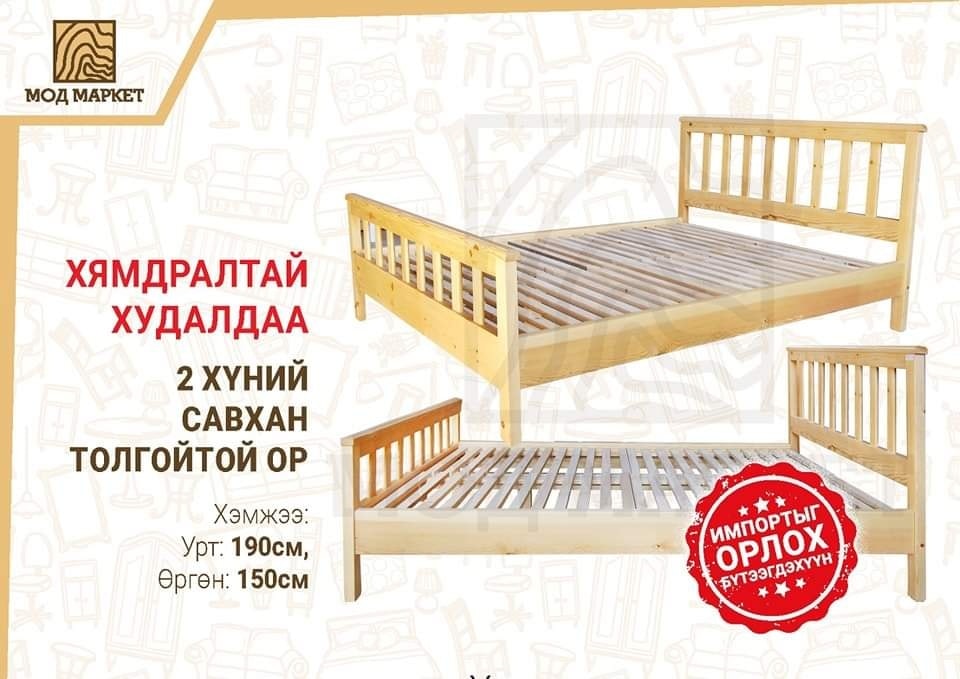 МОД МАРКЕТ
ХЯМДРАЛТАЙ
ХУДАЛДАА
2 ХҮНИЙ
САВХАН
ТОЛГОЙТОЙ ОР
Хэмжээ:
Урт: 190см,
Өргөн: 150см
ИМПОРТЫГ
ОРЛОХ
БҮТЭЭГДЭХҮҮН